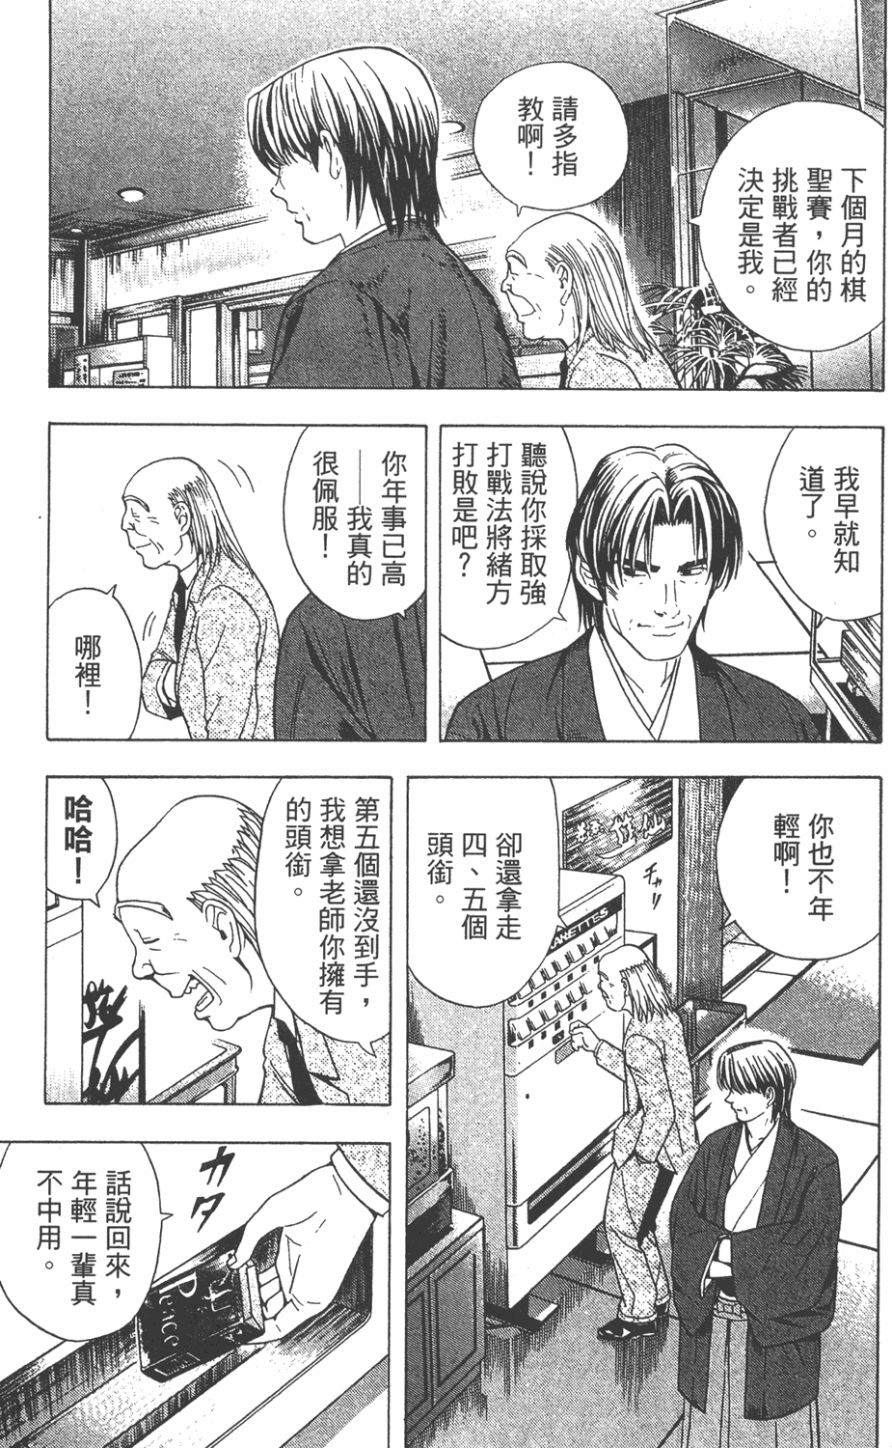 下個月的棋
聖賽，你的
挑戰者已經
決定是我。
請多指
教啊！
我早就知
道了。
聽說你採取強
打戰法將緒方
打敗是吧？
你年事已高
——我真的
很佩服！
哪裡！
你也不年
輕啊！
卻還拿走
四、五個
頭銜。
チャリ
ARETTES
第五個還沒到手，
我想拿老師你擁有
的頭銜。
哈哈！
話說回來，
年輕一輩真
不中用。
カタ